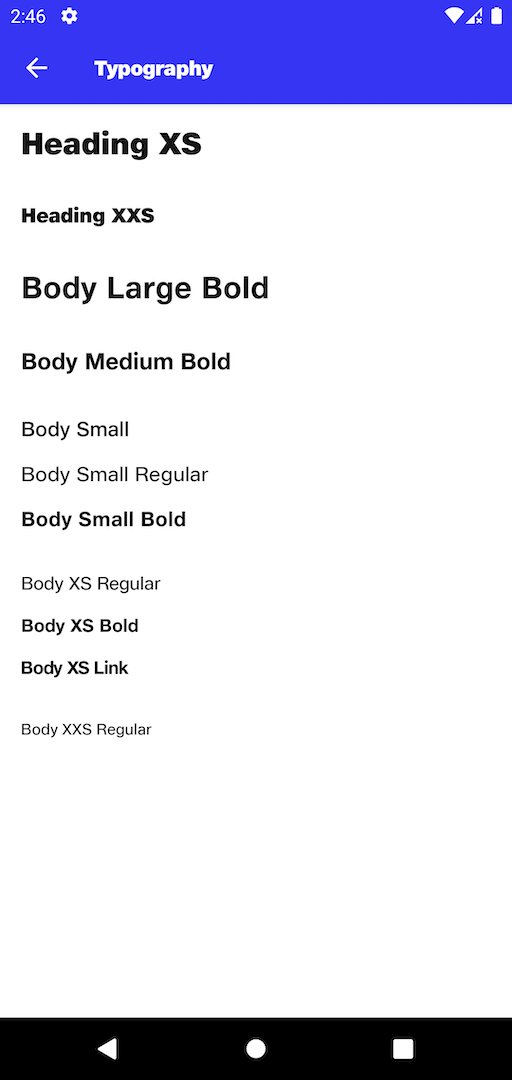 2:46
Typography
Heading XS
Heading XXS
Body Large Bold
Body Medium Bold
Body Small
Body Small Regular
Body Small Bold
Body XS Regular
Body XS Bold
Body XS Link
Body XXS Regular